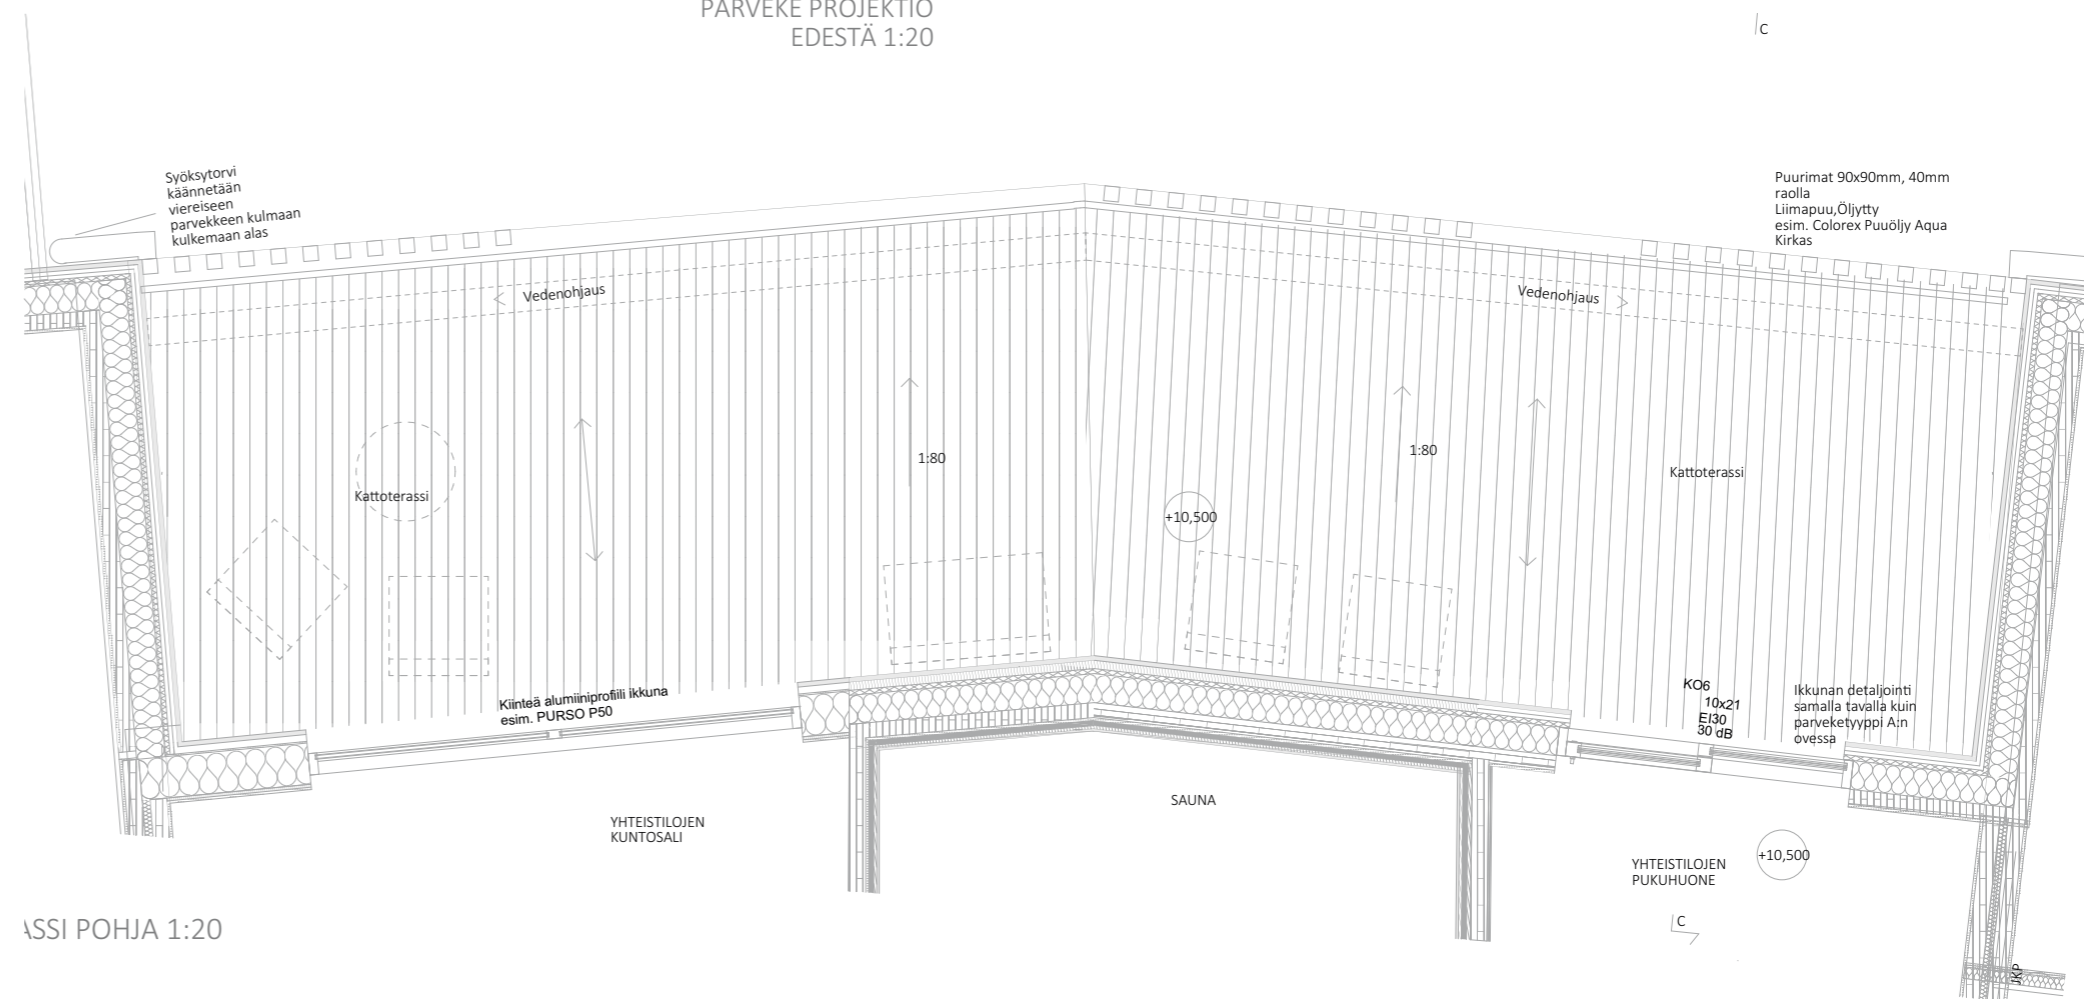 PARVEKE PROJEKTIO
EDESTÄ 1:20
C
Syöksytorvi
käännetään
viereiseen
parvekkeen kulmaan
kulkemaan alas
Puurimat 90x90mm, 40mm
raolla
Liimapuu,Öljytty
esim. Colorex Puuöljy Aqua
Kirkas
Vedenohjaus
Vedenohjaus
1:80
1:80
Kattoterassi
Kattoterassi
+10,500
Kiinteä alumiiniprofiili ikkuna
esim. PURSO P50
KO6
10x21
EI30
30 dB
Ikkunan detaljointi
samalla tavalla kuin
parveketyyppi A:n
ovessa
YHTEISTILOJEN
KUNTOSALI
SAUNA
YHTEISTILOJEN
PUKUHUONE
+10,500
C
ASSI POHJA 1:20
JKP